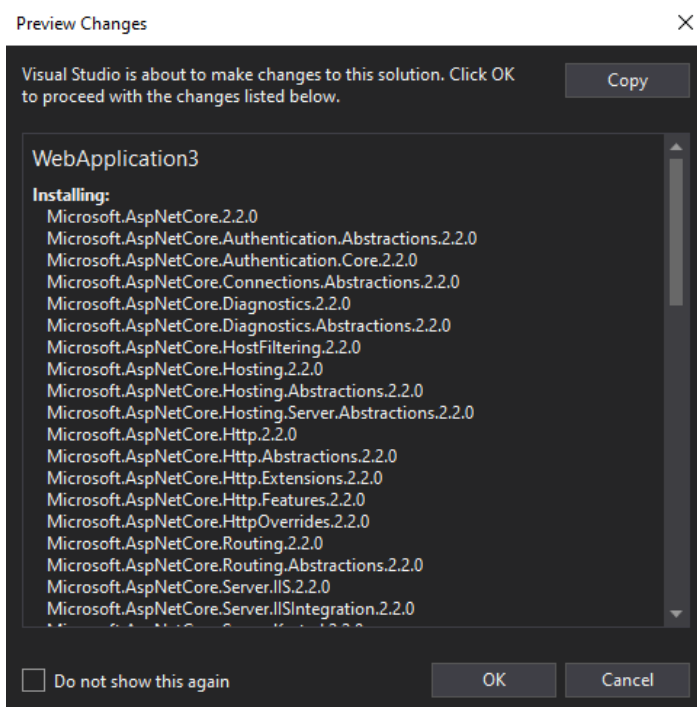 Preview Changes
Visual Studio is about to make changes to this solution. Click OK
to proceed with the changes listed below.
Copy
WebApplication3
Installing:
Microsoft.AspNetCore.2.2.0
Microsoft.AspNetCore.Authentication.Abstractions.2.2.0
Microsoft.AspNetCore.Authentication.Core.2.2.0
Microsoft.AspNetCore.Connections.Abstractions.2.2.0
Microsoft.AspNetCore.Diagnostics.2.2.0
Microsoft.AspNetCore.Diagnostics.Abstractions.2.2.0
Microsoft.AspNetCore.HostFiltering.2.2.0
Microsoft.AspNetCore.Hosting.2.2.0
Microsoft.AspNetCore.Hosting.Abstractions.2.2.0
Microsoft.AspNetCore.Hosting.Server.Abstractions.2.2.0
Microsoft.AspNetCore.Http.2.2.0
Microsoft.AspNetCore.Http.Abstractions.2.2.0
Microsoft.AspNetCore.Http.Extensions.2.2.0
Microsoft.AspNetCore.Http.Features.2.2.0
Microsoft.AspNetCore.HttpOverrides.2.2.0
Microsoft.AspNetCore.Routing.2.2.0
Microsoft.AspNetCore.Routing.Abstractions.2.2.0
Microsoft.AspNetCore.Server.IIS.2.2.0
Microsoft.AspNetCore.Server.IISIntegration.2.2.0
Do not show this again
OK
Cancel